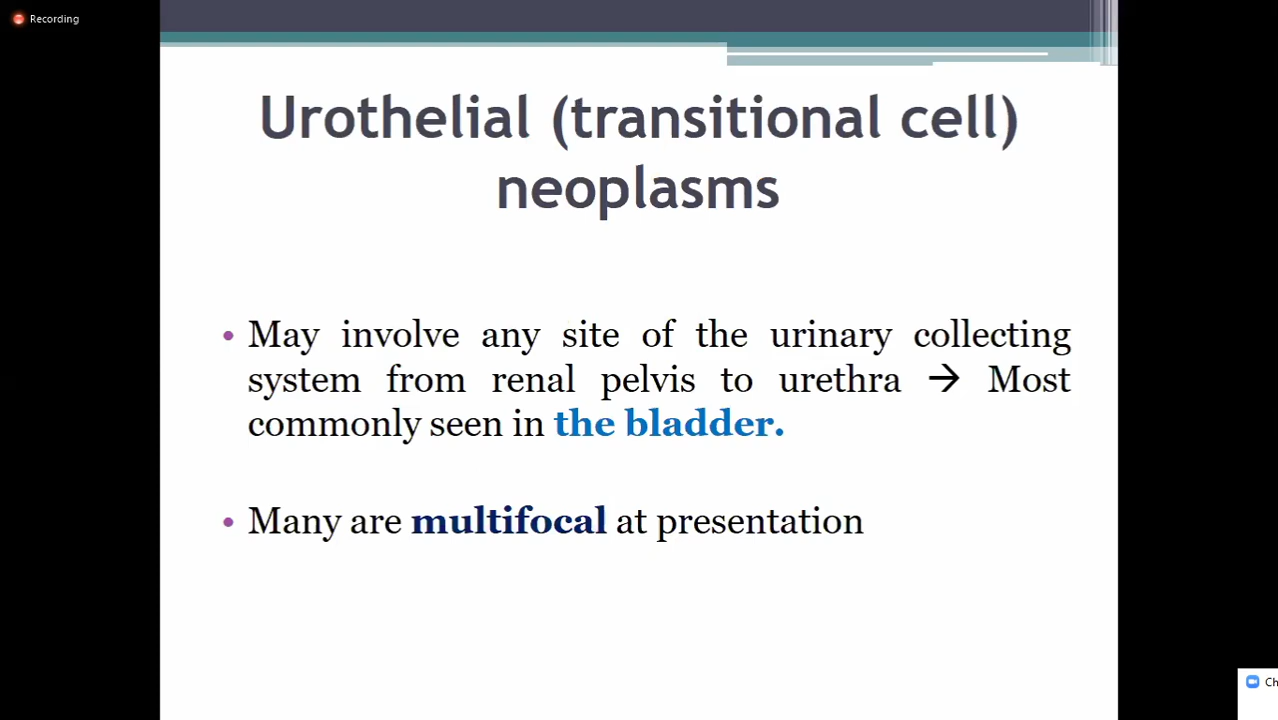 Recording
Urothelial (transitional cell)
neoplasms
• May involve any site of the urinary collecting
system from renal pelvis to urethra → Most
commonly seen in the bladder.
• Many are multifocal at presentation
Ch